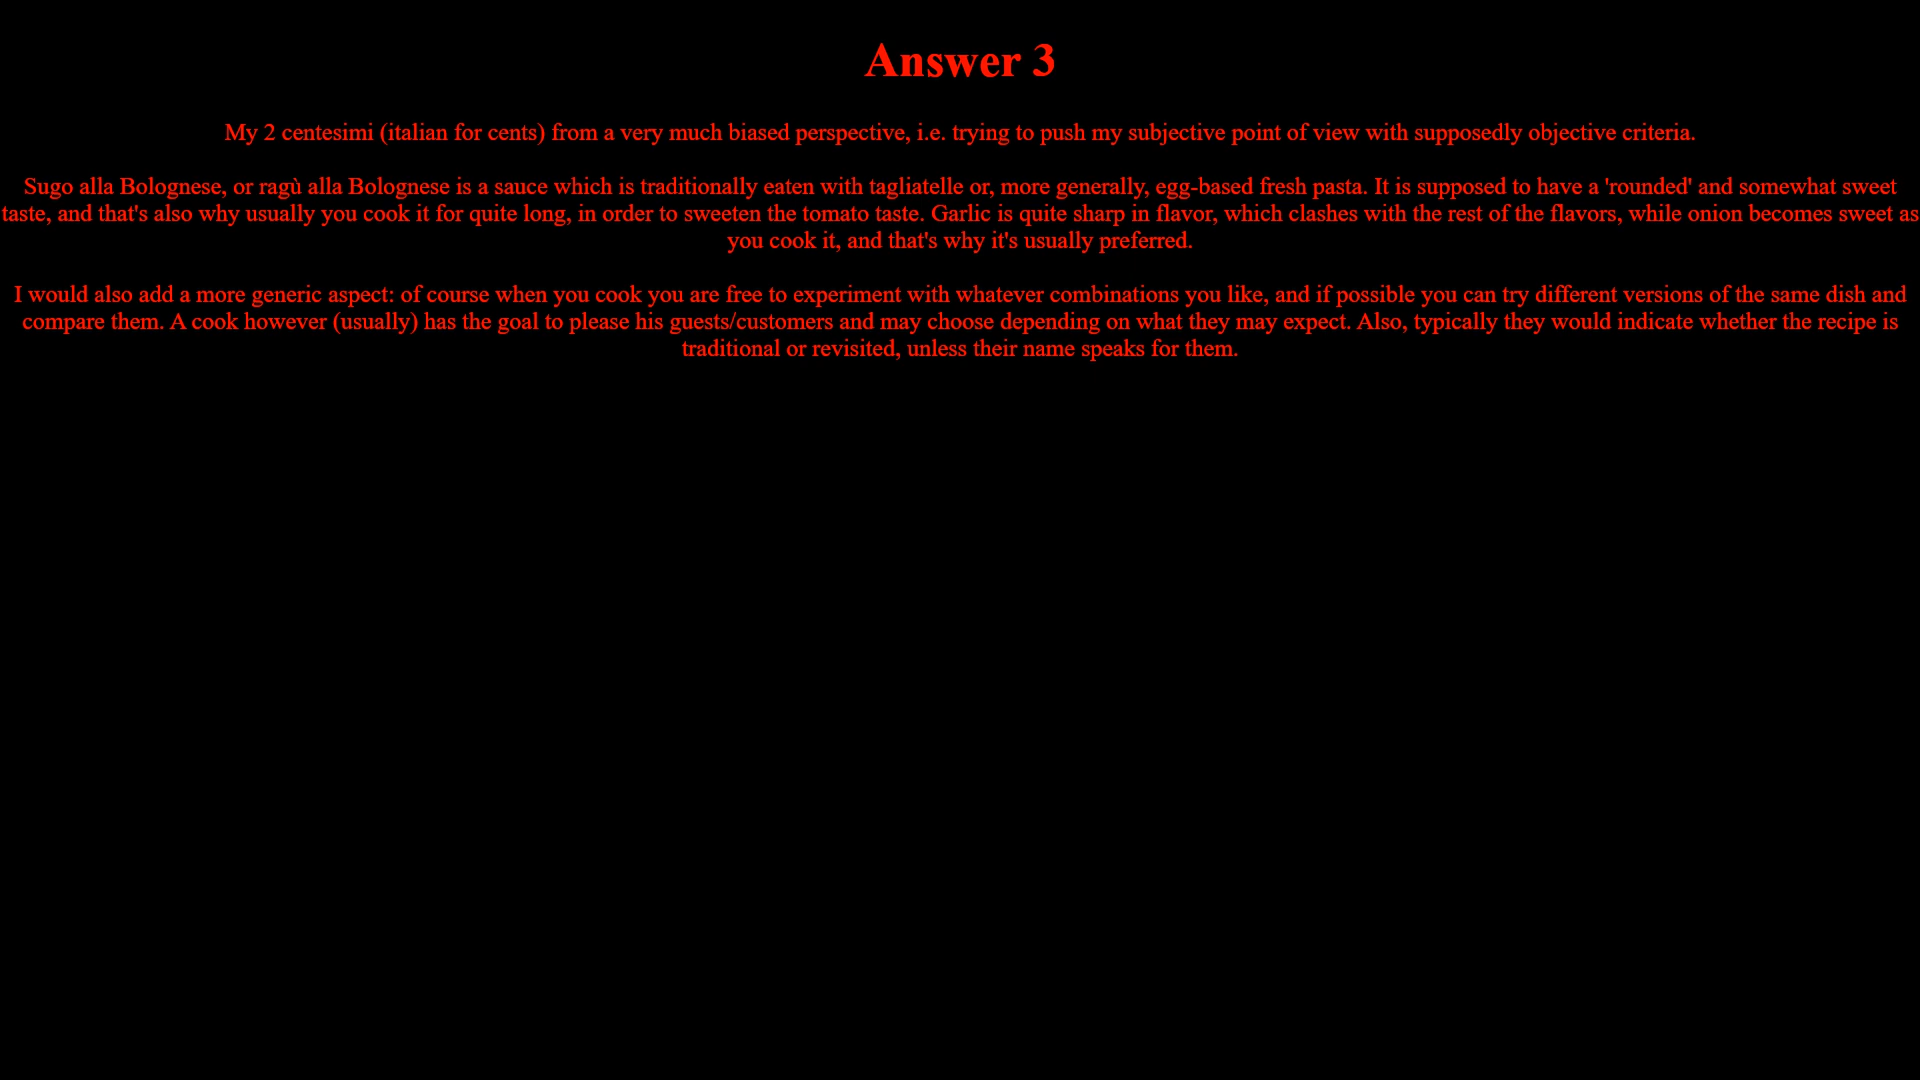 Answer 3
My 2 centesimi (italian for cents) from a very much biased perspective, i.e. trying to push my subjective point of view with supposedly objective criteria.
Sugo alla Bolognese, or ragù alla Bolognese is a sauce which is traditionally eaten with tagliatelle or, more generally, egg-based fresh pasta. It is supposed to have a 'rounded' and somewhat sweet
taste, and that's also why usually you cook it for quite long, in order to sweeten the tomato taste. Garlic is quite sharp in flavor, which clashes with the rest of the flavors, while onion becomes sweet as
you cook it, and that's why it's usually preferred.
I would also add a more generic aspect: of course when you cook you are free to experiment with whatever combinations you like, and if possible you can try different versions of the same dish and
compare them. A cook however (usually) has the goal to please his guests/customers and may choose depending on what they may expect. Also, typically they would indicate whether the recipe is
traditional or revisited, unless their name speaks for them.